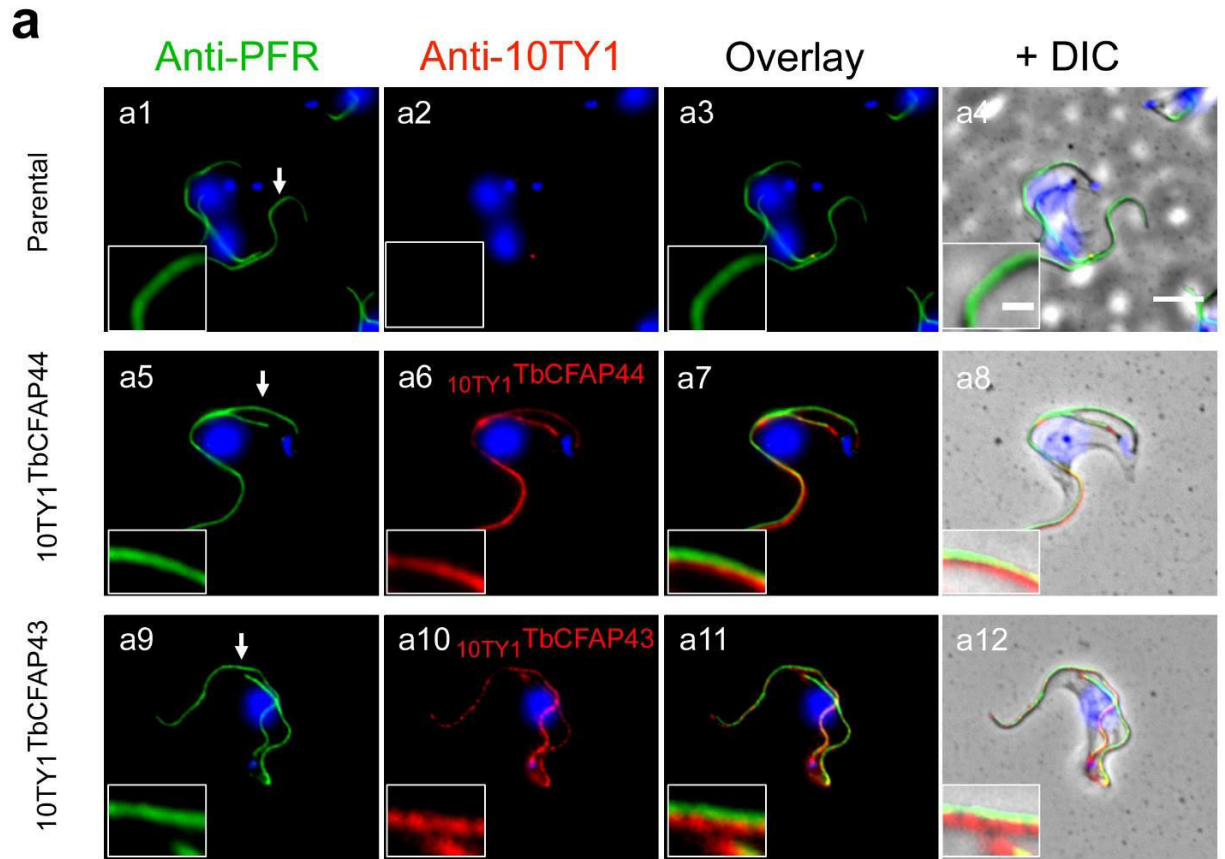 a
Anti-PFR Anti-10TY1 Overlay + DIC
Parental
a1 a2 a3 a4
10TY1TbCFAP44
a5 a6 10TY1TbCFAP44 a7 a8
10TY1TbCFAP43
a9 a10 10TY1TbCFAP43 a11 a12